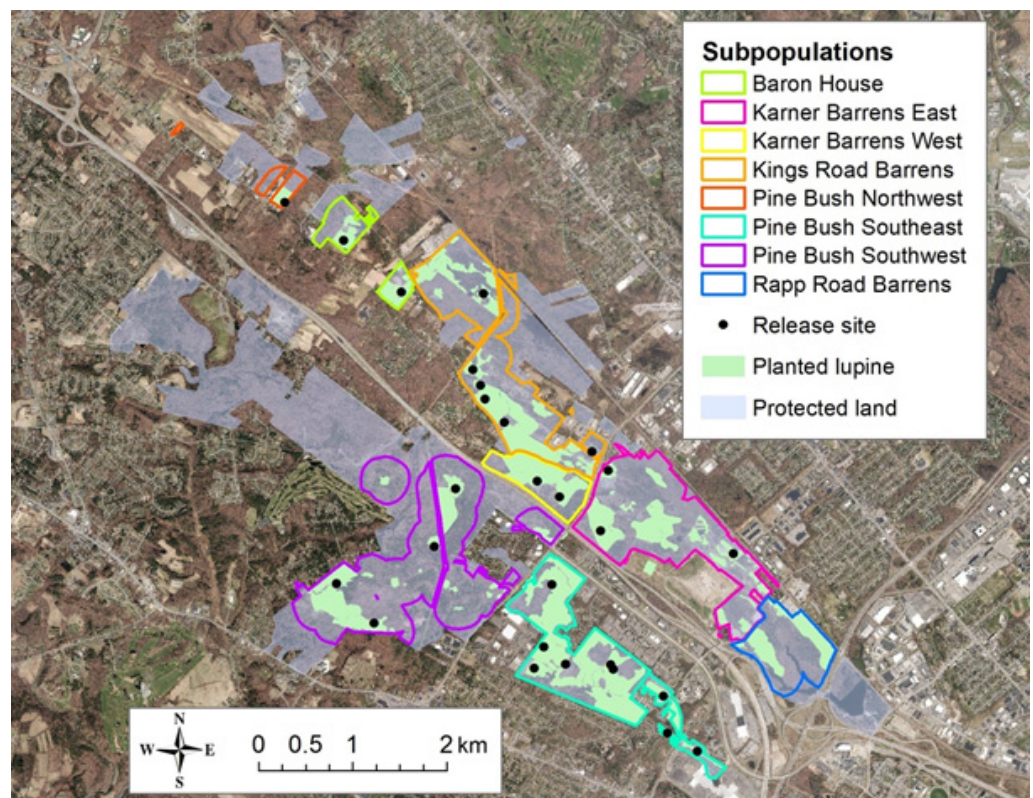 Subpopulations
Baron House
Karner Barrens East
Karner Barrens West
Kings Road Barrens
Pine Bush Northwest
Pine Bush Southeast
Pine Bush Southwest
Rapp Road Barrens
Release site
Planted lupine
Protected land
N
W E
S
0 0.5 1 2 km